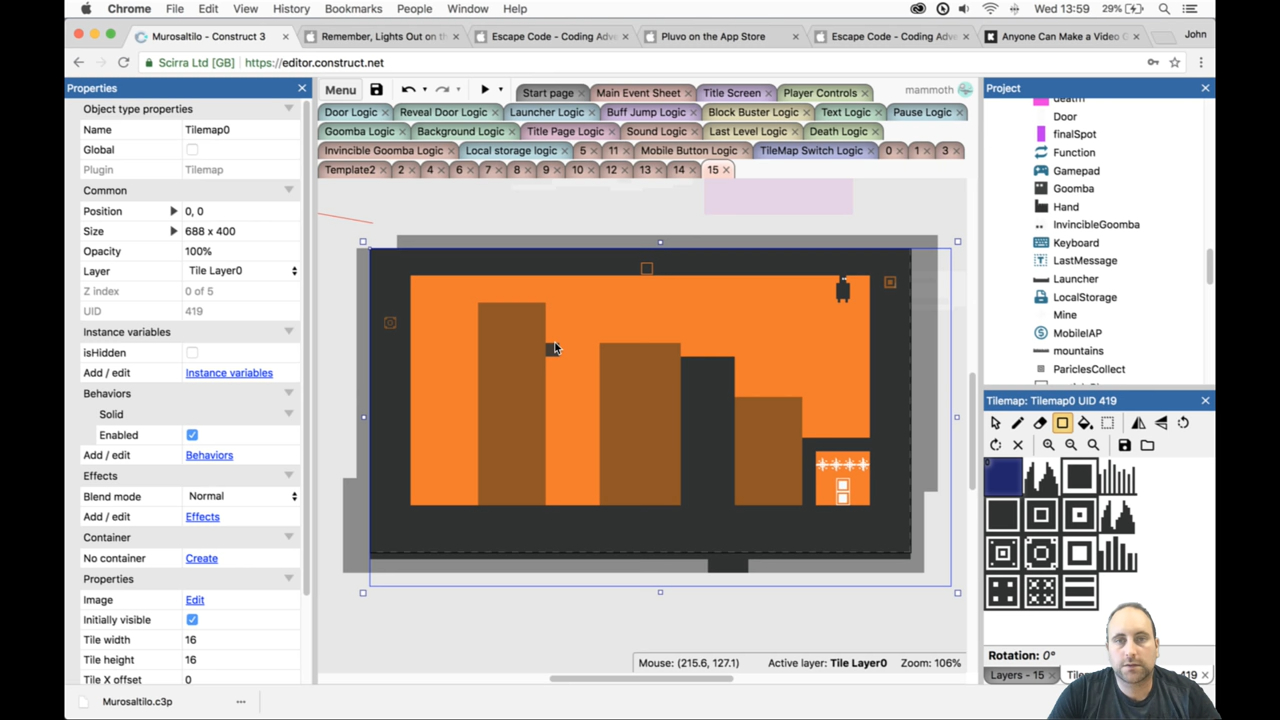 Chrome File Edit View History Bookmarks People Window Help Wed 13:59 29%
Murosaltilo - Construct 3 Remember, Lights Out on th Escape Code - Coding Adve Pluvo on the App Store Escape Code - Coding Adve Anyone Can Make a Video G John
Scirra Ltd [GB] https://editor.construct.net
Properties
Object type properties
Name Tilemap0
Global
Plugin Tilemap
Common
Position 0, 0
Size 688 x 400
Opacity 100%
Layer Tile Layer0
Z index 0 of 5
UID 419
Instance variables
isHidden
Add / edit Instance variables
Behaviors
Solid
Enabled
Add / edit Behaviors
Effects
Blend mode Normal
Add / edit Effects
Container
No container Create
Properties
Image Edit
Initially visible
Tile width 16
Tile height 16
Tile X offset 0
Menu Start page Main Event Sheet Title Screen Player Controls mammoth
Door Logic Reveal Door Logic Launcher Logic Buff Jump Logic Block Buster Logic Text Logic Pause Logic
Goomba Logic Background Logic Title Page Logic Sound Logic Last Level Logic Death Logic
Invincible Goomba Logic Local storage logic 5 11 Mobile Button Logic TileMap Switch Logic 0 1 3
Template2 2 4 6 7 8 9 10 12 13 14 15
Mouse: (215.6, 127.1) Active layer: Tile Layer0 Zoom: 106%
Project
Door
finalSpot
Function
Gamepad
Goomba
Hand
InvincibleGoomba
Keyboard
LastMessage
Launcher
LocalStorage
Mine
MobileIAP
mountains
PariclesCollect
Tilemap: Tilemap0 UID 419
Rotation: 0°
Layers - 15 419
Murosaltilo.c3p